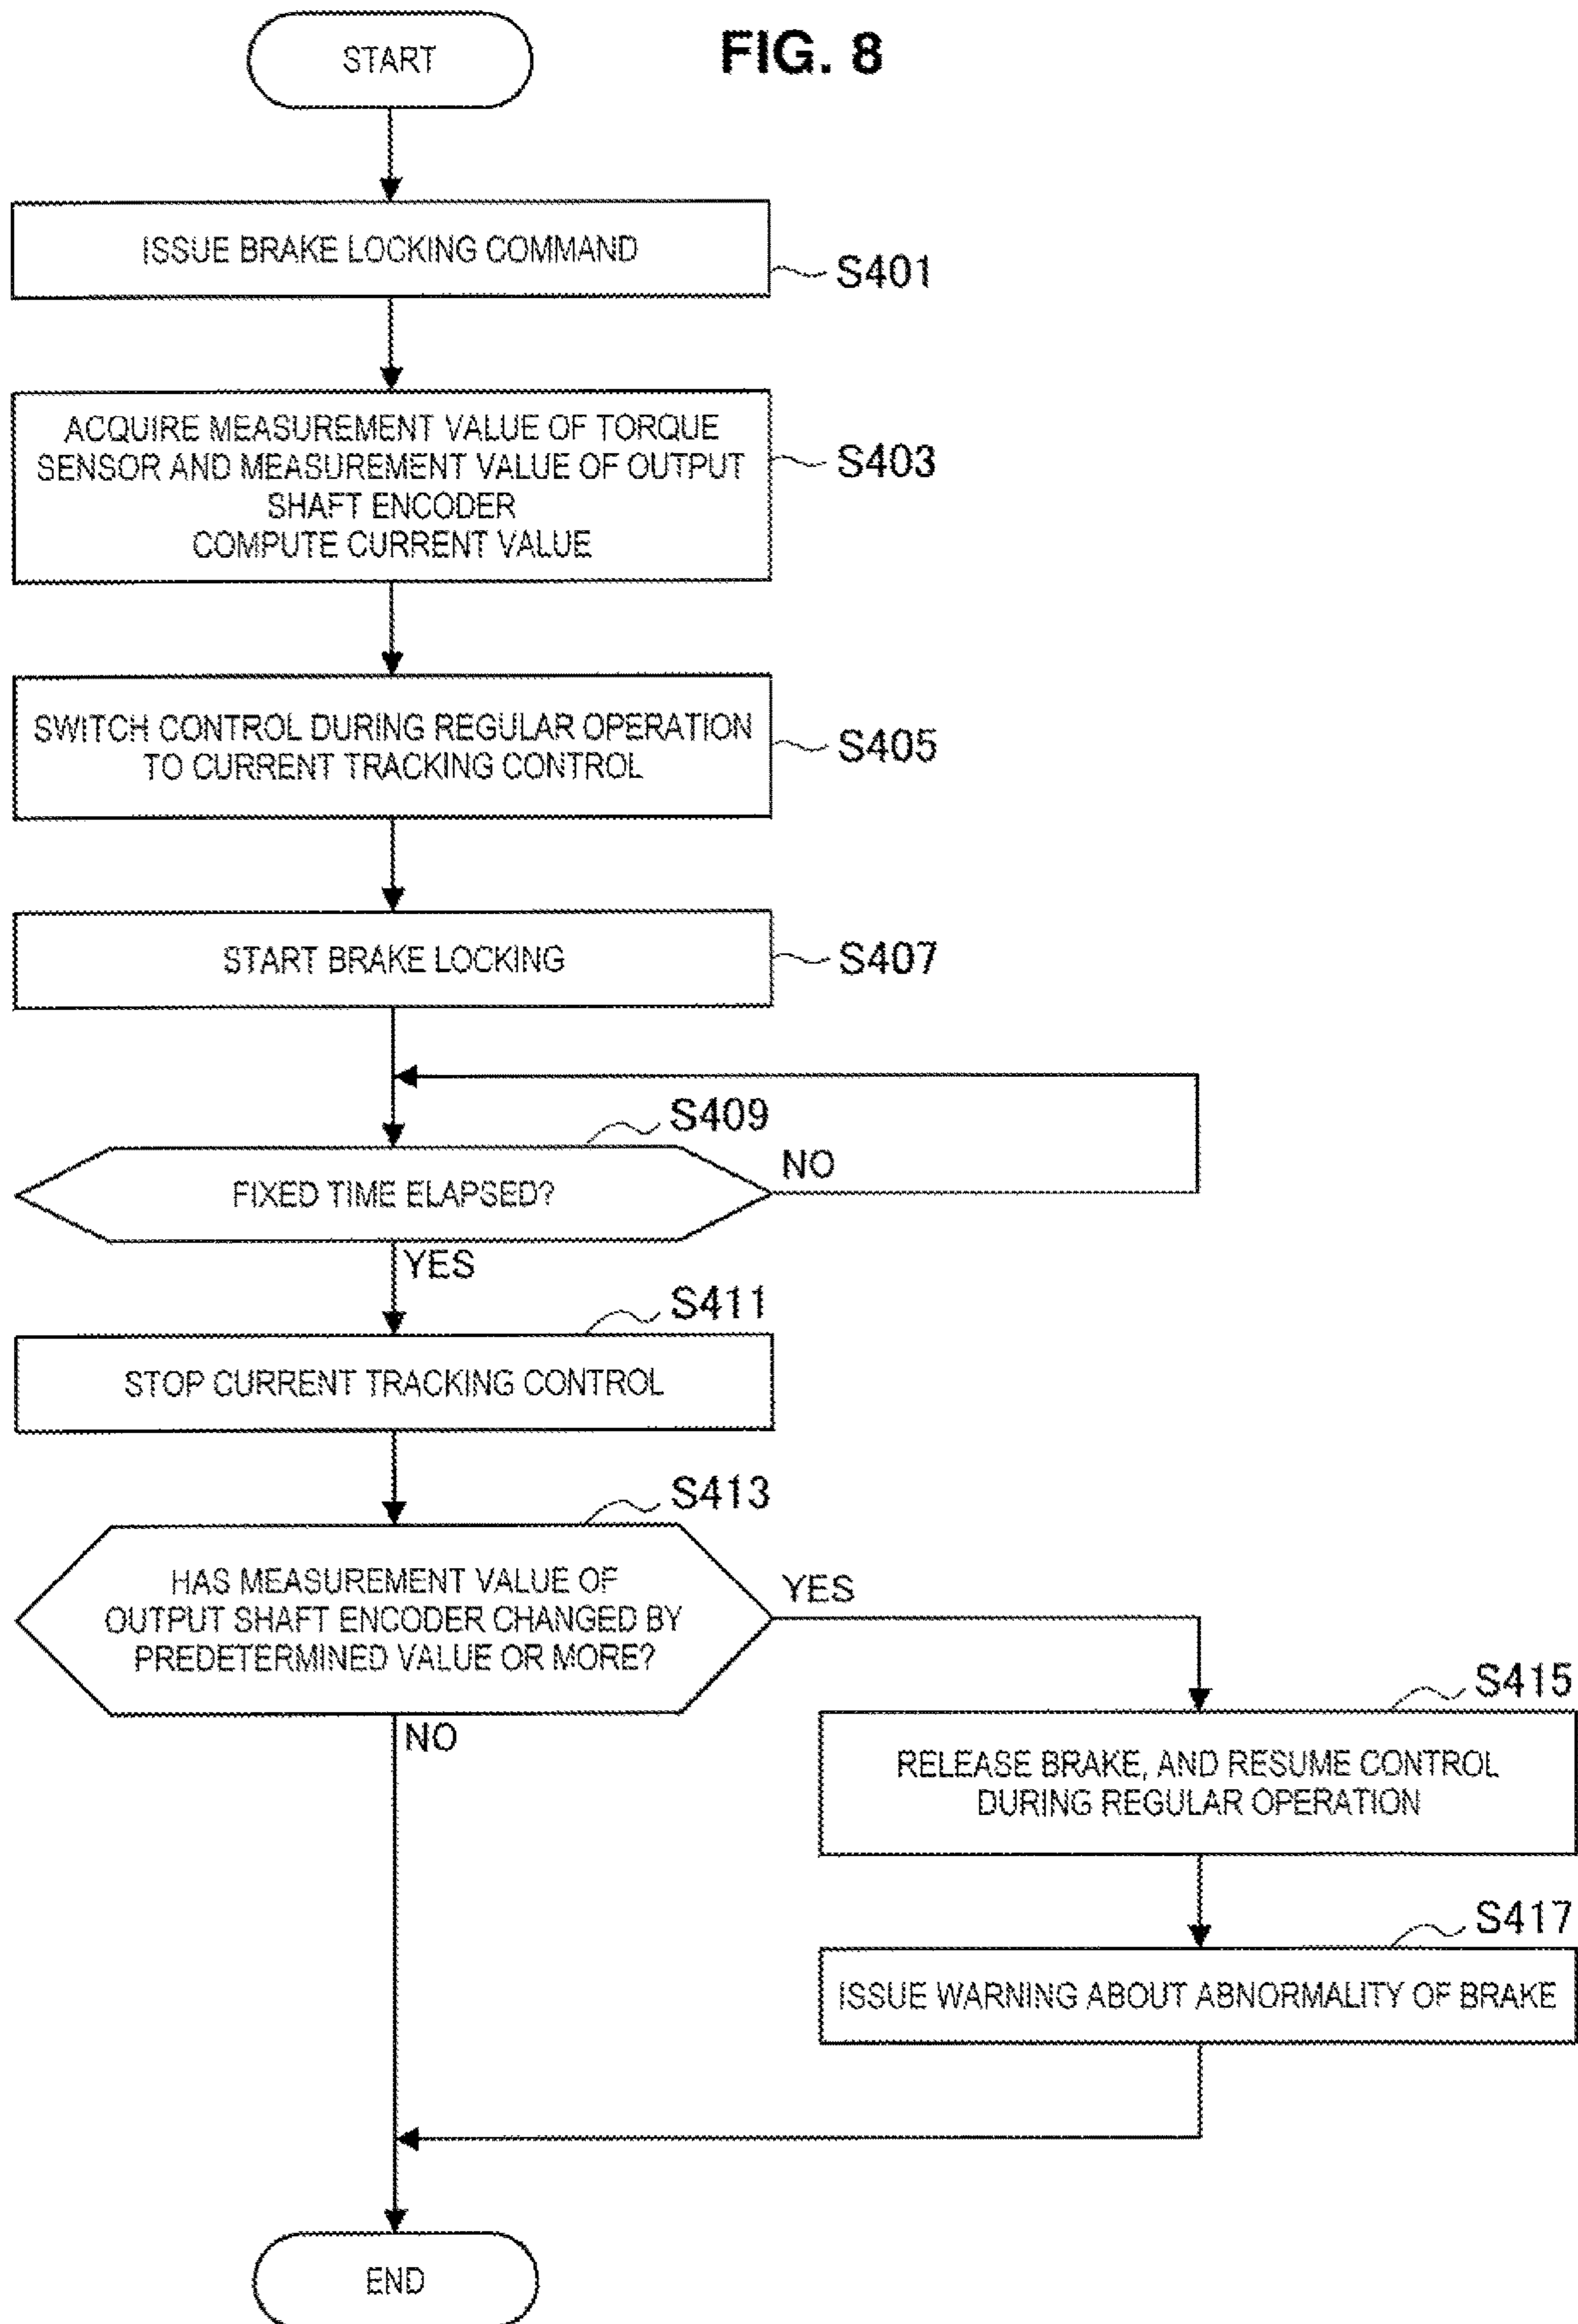 FIG. 8
START
ISSUE BRAKE LOCKING COMMAND
S401
ACQUIRE MEASUREMENT VALUE OF TORQUE
SENSOR AND MEASUREMENT VALUE OF OUTPUT
SHAFT ENCODER
COMPUTE CURRENT VALUE
S403
SWITCH CONTROL DURING REGULAR OPERATION
TO CURRENT TRACKING CONTROL
S405
START BRAKE LOCKING
S407
S409
FIXED TIME ELAPSED?
NO
YES
S411
STOP CURRENT TRACKING CONTROL
S413
HAS MEASUREMENT VALUE OF
OUTPUT SHAFT ENCODER CHANGED BY
PREDETERMINED VALUE OR MORE?
YES
NO
S415
RELEASE BRAKE, AND RESUME CONTROL
DURING REGULAR OPERATION
S417
ISSUE WARNING ABOUT ABNORMALITY OF BRAKE
END